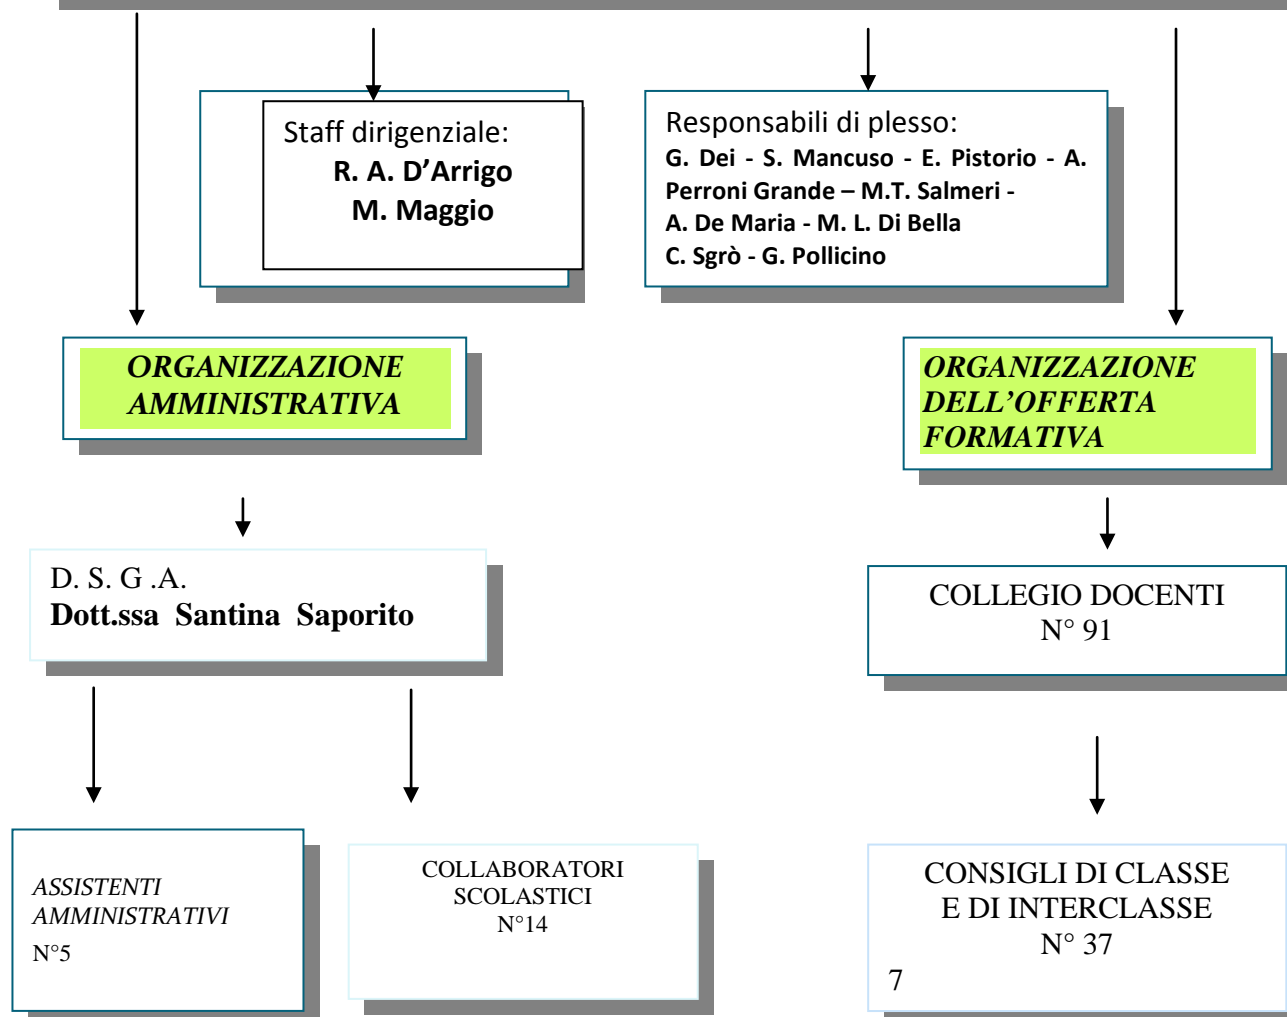 Staff dirigenziale:
R. A. D’Arrigo
M. Maggio
Responsabili di plesso:
G. Dei - S. Mancuso - E. Pistorio - A.
Perroni Grande – M.T. Salmeri -
A. De Maria - M. L. Di Bella
C. Sgrò - G. Pollicino
ORGANIZZAZIONE
AMMINISTRATIVA
ORGANIZZAZIONE
DELL’OFFERTA
FORMATIVA
D. S. G .A.
Dott.ssa Santina Saporito
COLLEGIO DOCENTI
N° 91
ASSISTENTI
AMMINISTRATIVI
N°5
COLLABORATORI
SCOLASTICI
N°14
CONSIGLI DI CLASSE
E DI INTERCLASSE
N° 37
7